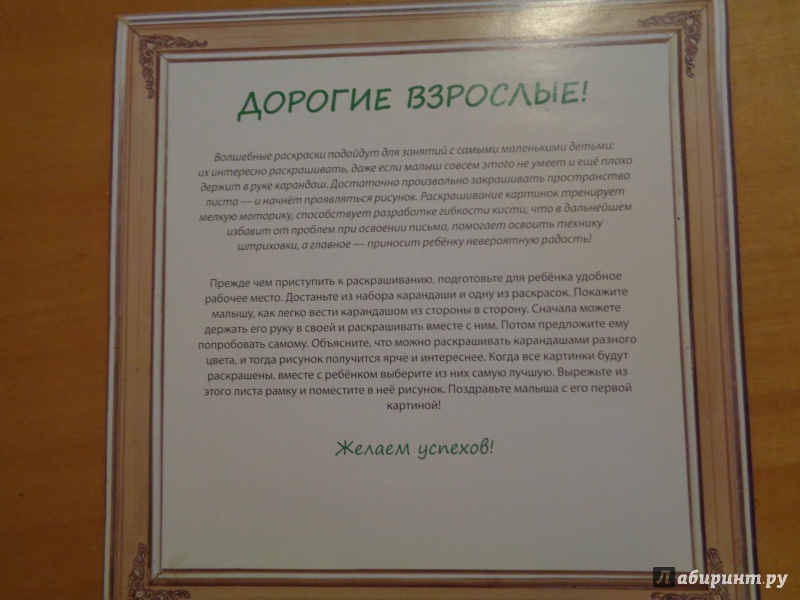 ДОРОГИЕ ВЗРОСЛЫЕ!
Волшебные раскраски подойдут для занятий с самыми маленькими детьми:
их интересно раскрашивать, даже если малыш совсем этого не умеет и ещё плохо
держит в руке карандаш. Достаточно произвольно закрашивать пространство
листа — и начнёт проявляться рисунок. Раскрашивание картинок тренирует
мелкую моторику, способствует разработке гибкости кисти, что в дальнейшем
избавит от проблем при освоении письма, помогает освоить технику
штриховки, а главное — приносит ребёнку невероятную радость!
Прежде чем приступить к раскрашиванию, подготовьте для ребёнка удобное
рабочее место. Достаньте из набора карандаши и одну из раскрасок. Покажите
малышу, как легко вести карандашом из стороны в сторону. Сначала можете
держать его руку в своей и раскрашивать вместе с ним. Потом предложите ему
попробовать самому. Объясните, что можно раскрашивать карандашами разного
цвета, и тогда рисунок получится ярче и интереснее. Когда все картинки будут
раскрашены, вместе с ребёнком выберите из них самую лучшую. Вырежьте из
этого листа рамку и поместите в неё рисунок. Поздравьте малыша с его первой
картиной!
Желаем успехов!
Лабиринт.ру